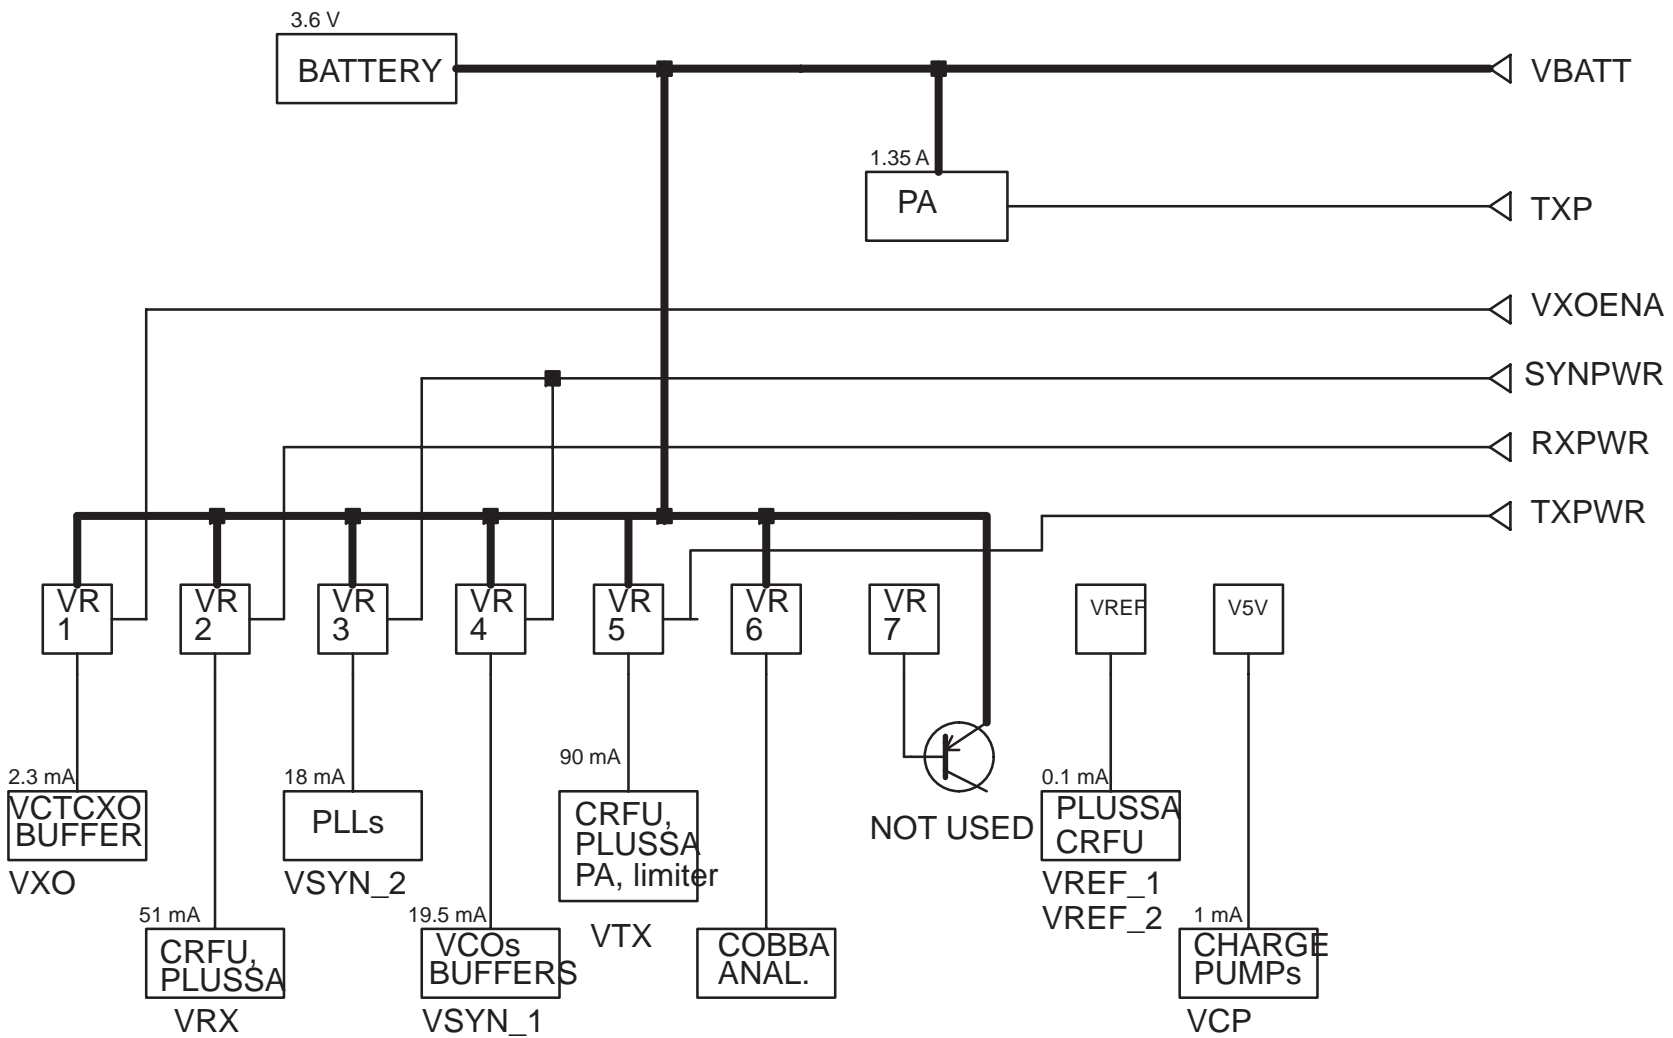 3.6 V
BATTERY
VBATT
1.35 A
PA
TXP
VXOENA
SYNPWR
RXPWR
TXPWR
VR
1
VR
2
VR
3
VR
4
VR
5
VR
6
VR
7
VREF
V5V
2.3 mA
VCTCXO
BUFFER
VXO
51 mA
CRFU,
PLUSSA
VRX
18 mA
PLLs
VSYN_2
19.5 mA
VCOs
BUFFERS
VSYN_1
90 mA
CRFU,
PLUSSA
PA, limiter
VTX
COBBA
ANAL.
NOT USED
0.1 mA
PLUSSA
CRFU
VREF_1
VREF_2
1 mA
CHARGE
PUMPs
VCP